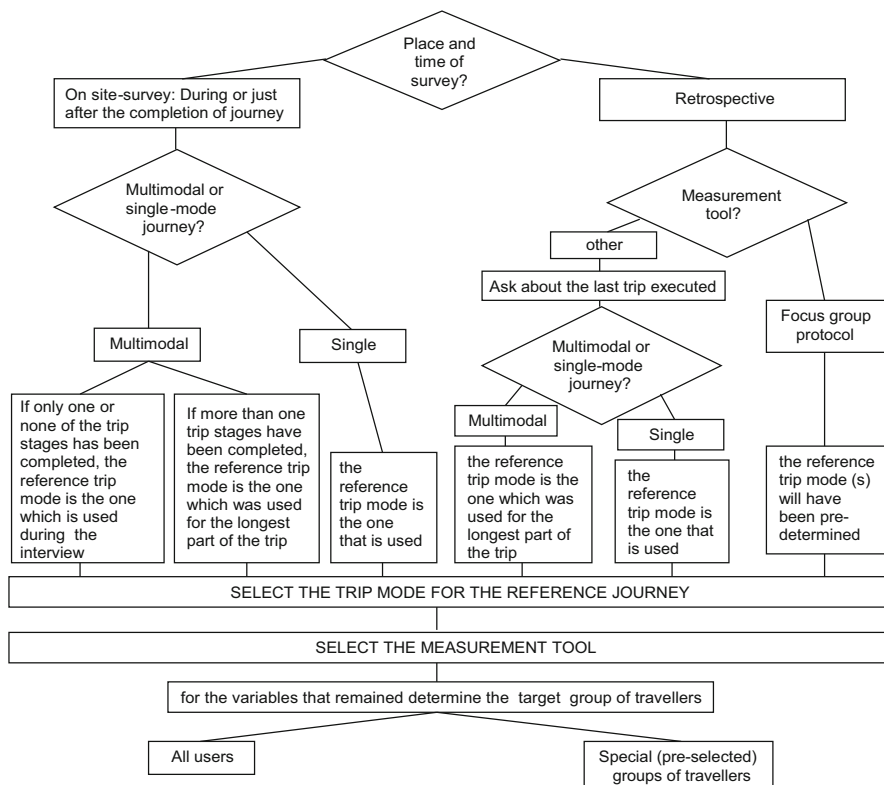 Place and
time of
survey?
On site-survey: During or just
after the completion of journey
Retrospective
Multimodal or
single-mode
journey?
Measurement
tool?
other
Ask about the last trip executed
Multimodal
Single
Multimodal or
single-mode
journey?
Focus group
protocol
If only one or
none of the trip
stages has been
completed, the
reference trip
mode is the one
which is used
during the
interview
If more than one
trip stages have
been completed,
the reference trip
mode is the one
which was used
for the longest
part of the trip
the
reference
trip mode is
the one
that is used
Multimodal
Single
the reference
trip mode is the
one which was
used for the
longest part of
the trip
the
reference
trip mode is the
one that
is used
the reference
trip mode (s)
will have
been pre-
determined
SELECT THE TRIP MODE FOR THE REFERENCE JOURNEY
SELECT THE MEASUREMENT TOOL
for the variables that remained determine the target group of travellers
All users
Special (pre-selected)
groups of travellers